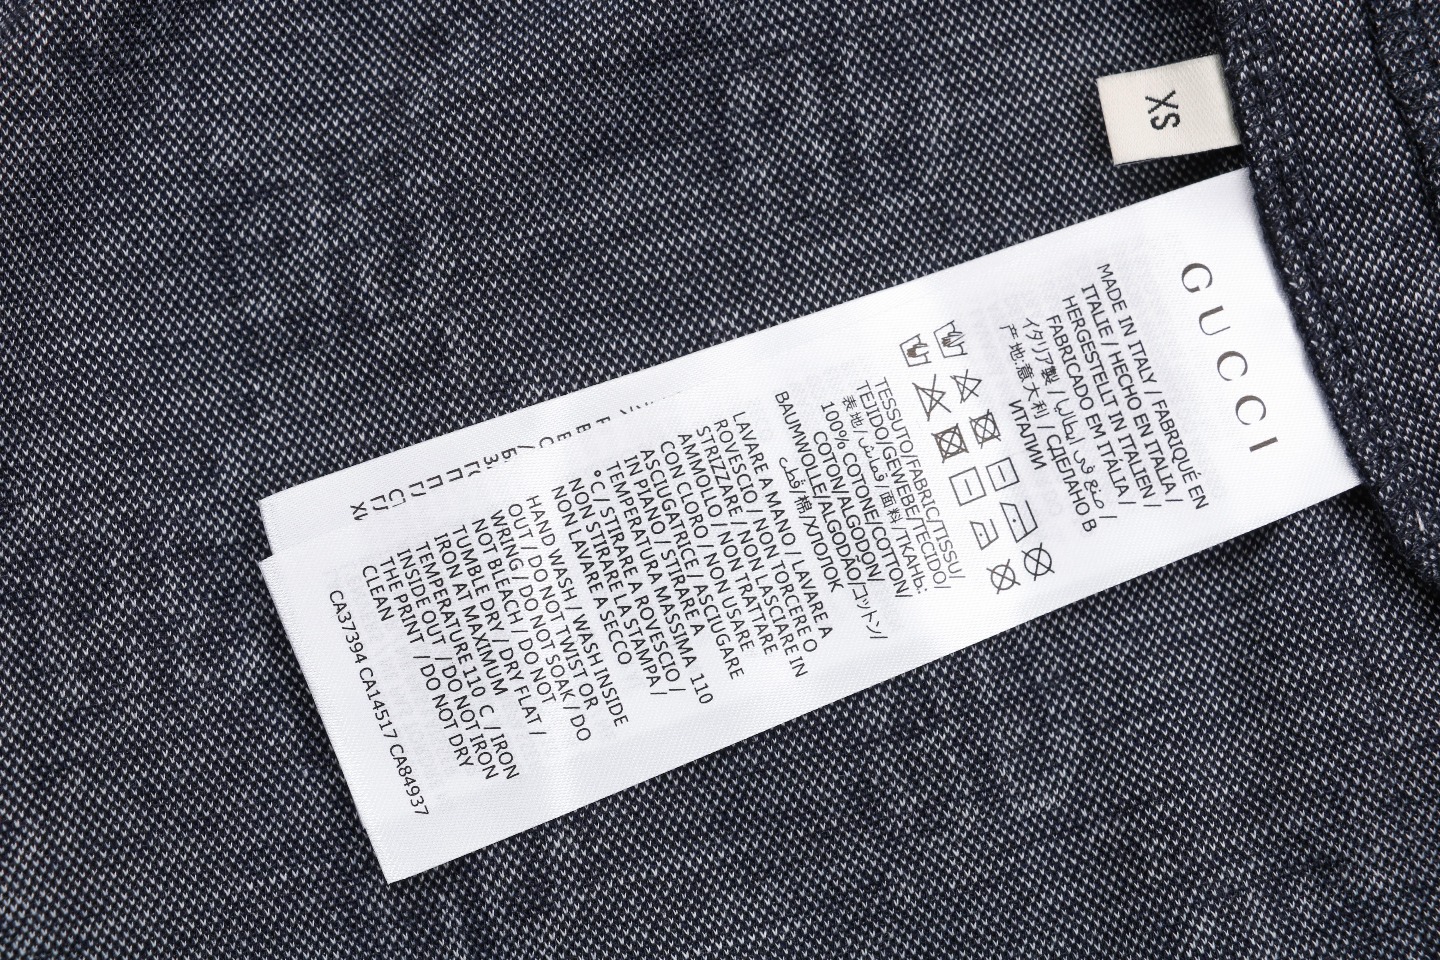 XS
GUCCI
MADE IN ITALY / FABRIQUÉ EN
ITALIE / HECHO EN ITALIA /
HERGESTELLT IN ITALIEN /
FABRICADO EM ITALIA /
イタリア製 / صنع في ايطاليا /
产地:意大利 / СДЕЛАНО В
ИТАЛИИ
TESSUTO/FABRIC/TISSU/
TEJIDO/GEWEBE/TECIDO/
表地/قماش/面料/ТКАНЬ:
100% COTONE/COTTON/
COTON/ALGODON/
BAUMWOLLE/ALGODAO/コットン/
قطن/棉/ХЛОПОК
LAVARE A MANO / LAVARE A
ROVESCIO / NON TORCERE O
STRIZZARE / NON LASCIARE IN
AMMOLLO / NON TRATTARE
CON CLORO / NON USARE
ASCIUGATRICE / ASCIUGARE
IN PIANO / STIRARE A
TEMPERATURA MASSIMA 110
°C / STIRARE A ROVESCIO /
NON STIRARE LA STAMPA /
NON LAVARE A SECCO
HAND WASH / WASH INSIDE
OUT / DO NOT TWIST OR
WRING / DO NOT SOAK / DO
NOT BLEACH / DO NOT
TUMBLE DRY / DRY FLAT /
IRON AT MAXIMUM
TEMPERATURE 110 C / IRON
INSIDE OUT / DO NOT IRON
THE PRINT / DO NOT DRY
CLEAN
CA37394 CA14517 CA84937